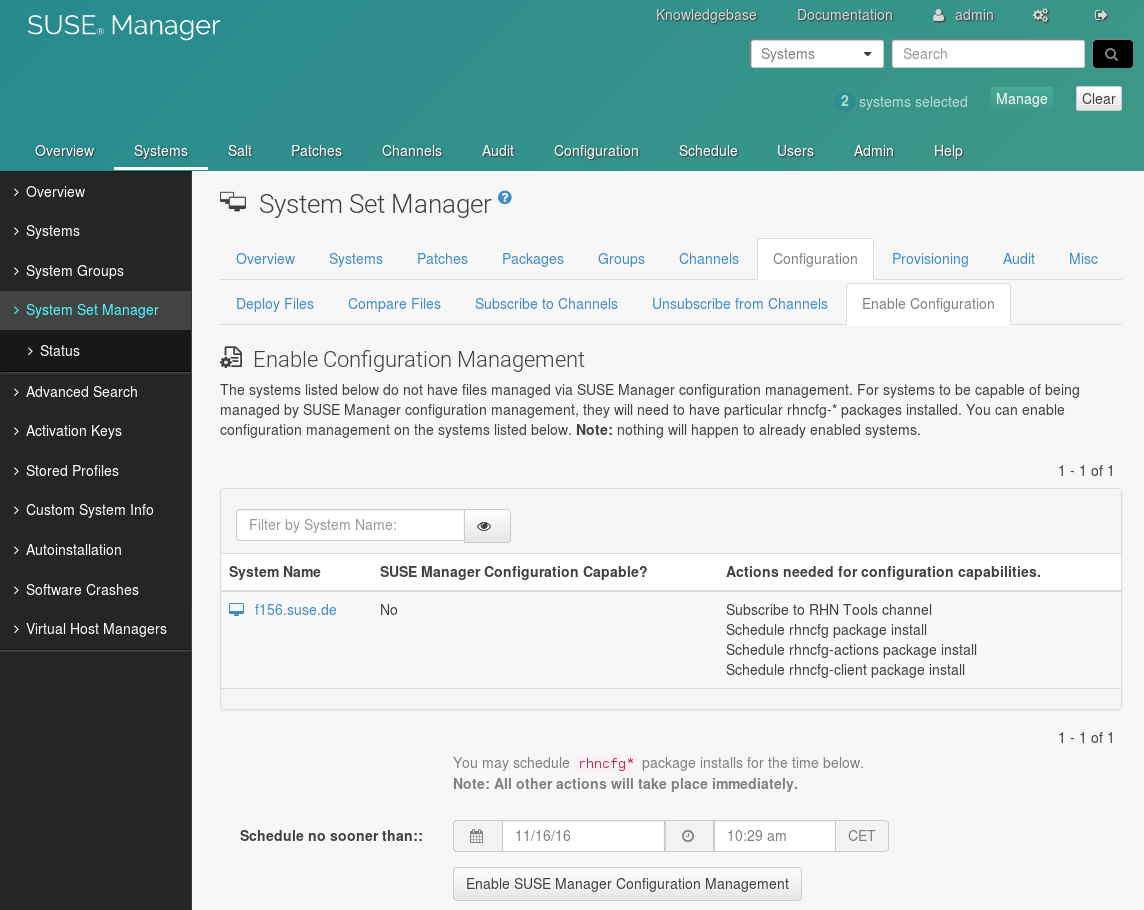 SUSE® Manager
Knowledgebase Documentation admin
Systems Search
2 systems selected Manage Clear
Overview Systems Salt Patches Channels Audit Configuration Schedule Users Admin Help
Overview
Systems
System Groups
System Set Manager
Status
Advanced Search
Activation Keys
Stored Profiles
Custom System Info
Autoinstallation
Software Crashes
Virtual Host Managers
System Set Manager ?
Overview Systems Patches Packages Groups Channels Configuration Provisioning Audit Misc
Deploy Files Compare Files Subscribe to Channels Unsubscribe from Channels Enable Configuration
Enable Configuration Management
The systems listed below do not have files managed via SUSE Manager configuration management. For systems to be capable of being
managed by SUSE Manager configuration management, they will need to have particular rhncfg-* packages installed. You can enable
configuration management on the systems listed below. Note: nothing will happen to already enabled systems.
1 - 1 of 1
Filter by System Name:
System Name SUSE Manager Configuration Capable? Actions needed for configuration capabilities.
f156.suse.de No Subscribe to RHN Tools channel
Schedule rhncfg package install
Schedule rhncfg-actions package install
Schedule rhncfg-client package install
1 - 1 of 1
You may schedule rhncfg* package installs for the time below.
Note: All other actions will take place immediately.
Schedule no sooner than:: 11/16/16 10:29 am CET
Enable SUSE Manager Configuration Management